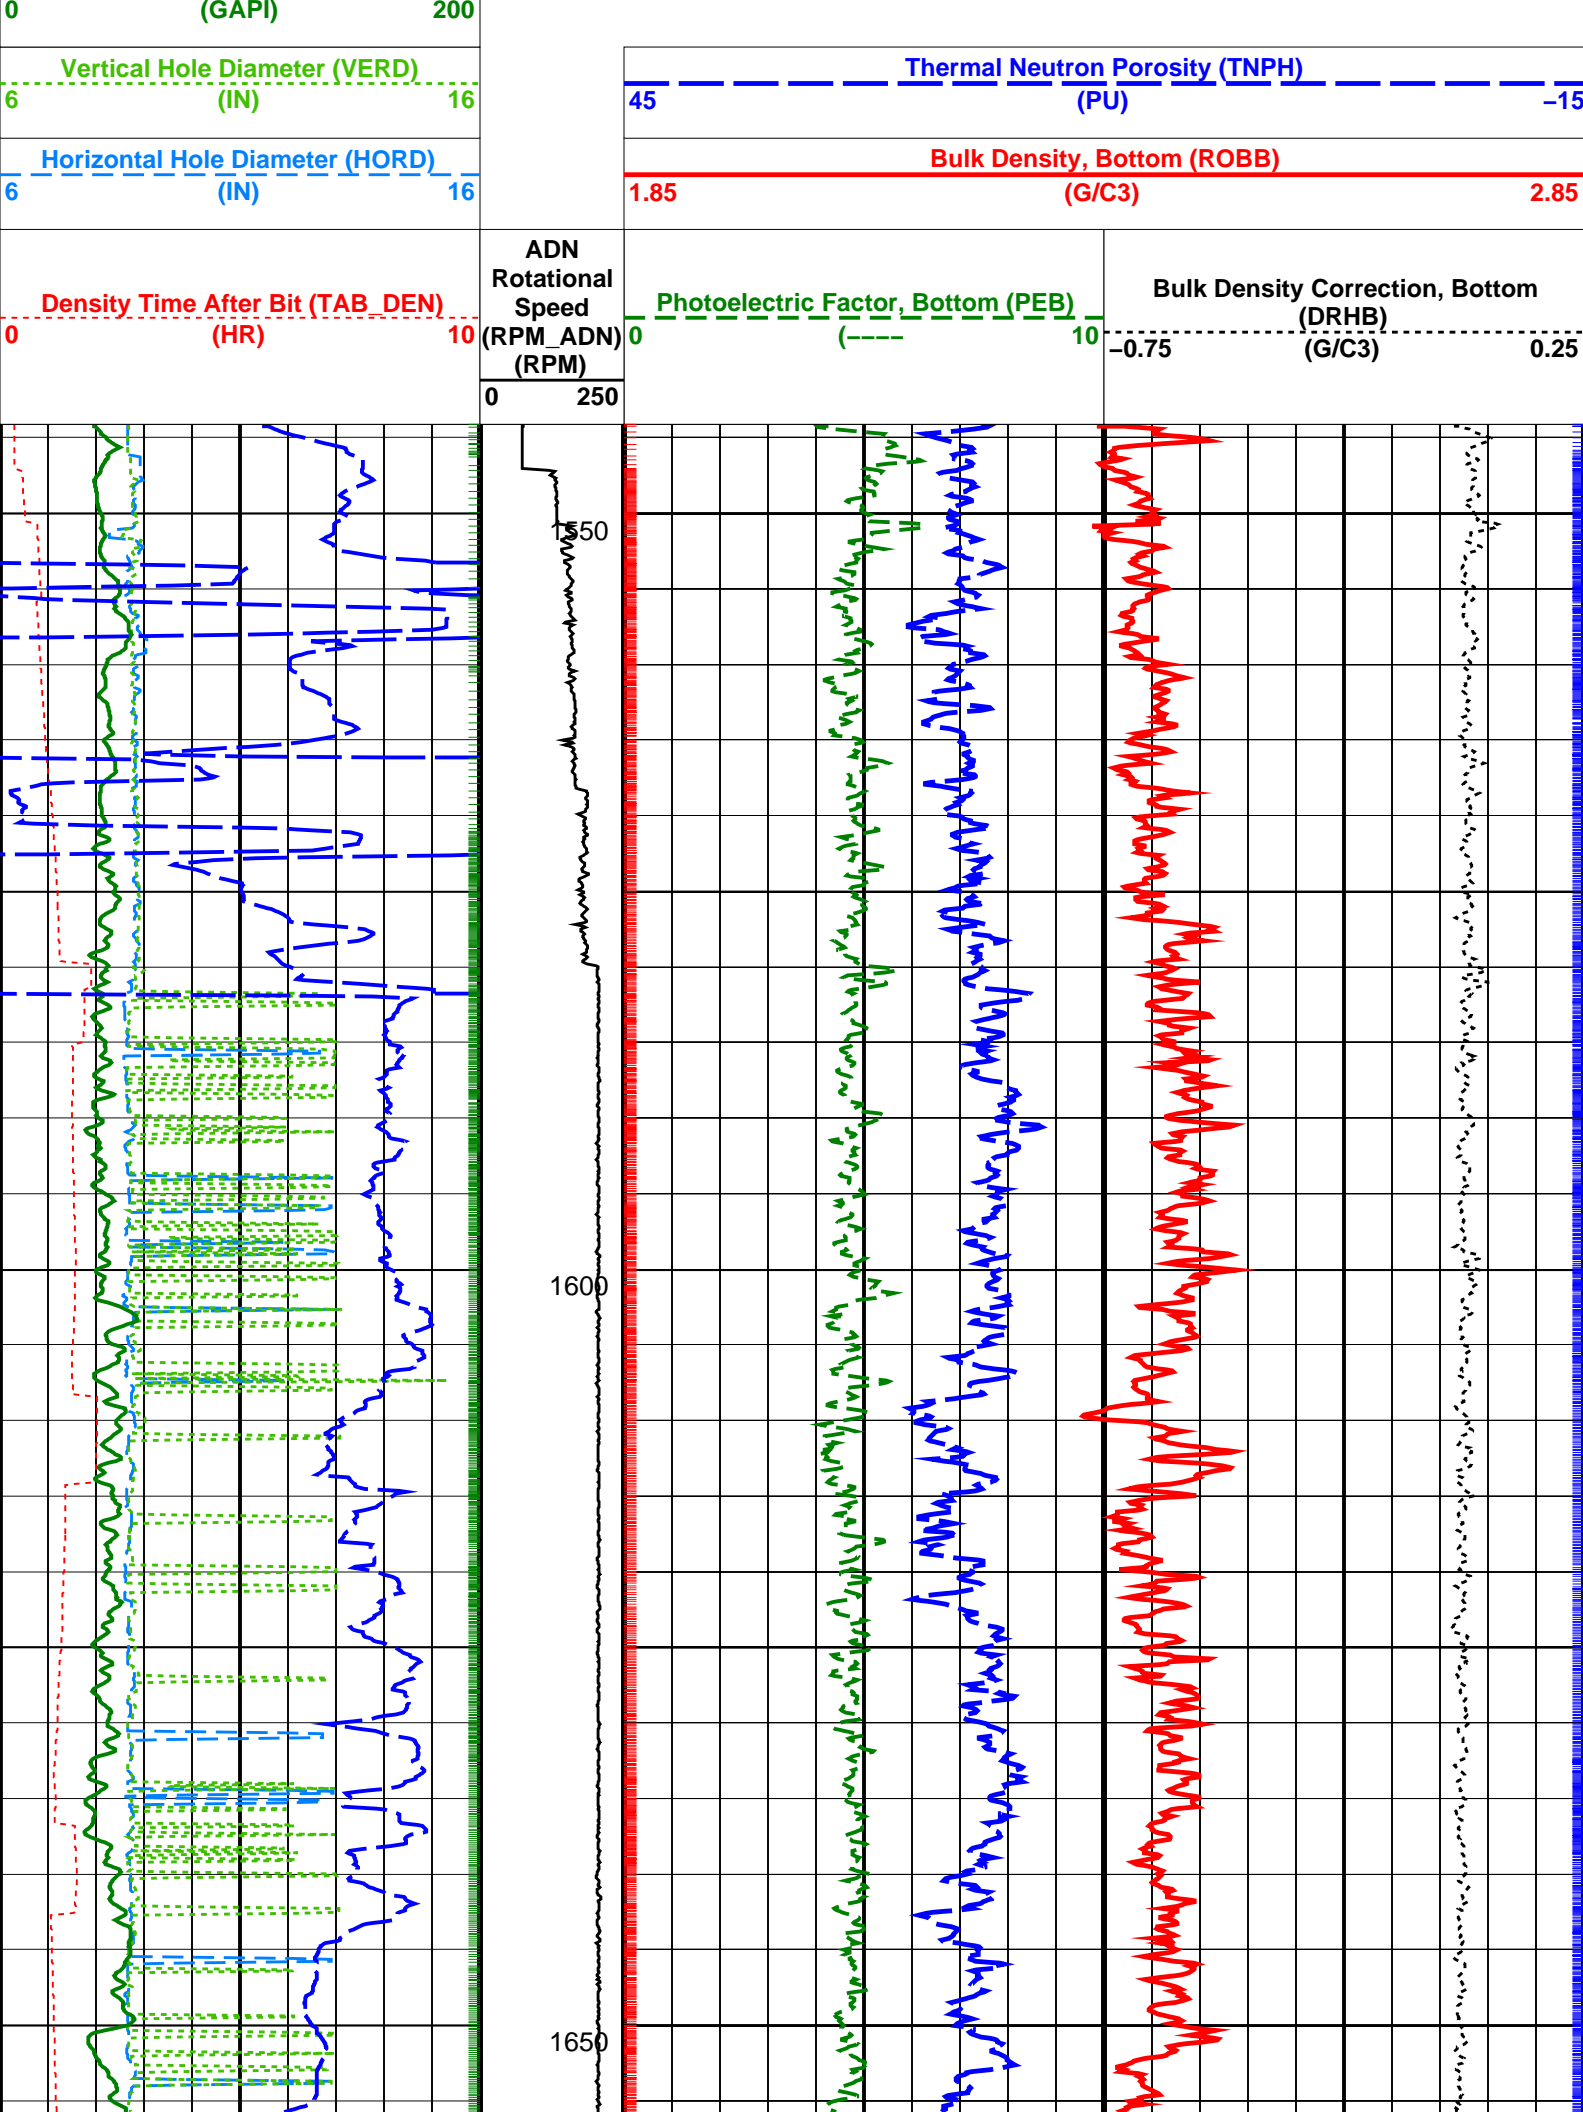 0 (GAPI) 200
Vertical Hole Diameter (VERD)
6 (IN) 16
Horizontal Hole Diameter (HORD)
6 (IN) 16
Density Time After Bit (TAB_DEN)
0 (HR) 10
ADN
Rotational
Speed
(RPM_ADN)
(RPM)
0 250
Thermal Neutron Porosity (TNPH)
45 (PU) −15
Bulk Density, Bottom (ROBB)
1.85 (G/C3) 2.85
Photoelectric Factor, Bottom (PEB)
0 (−−−− 10
Bulk Density Correction, Bottom
(DRHB)
−0.75 (G/C3) 0.25
1550
1600
1650